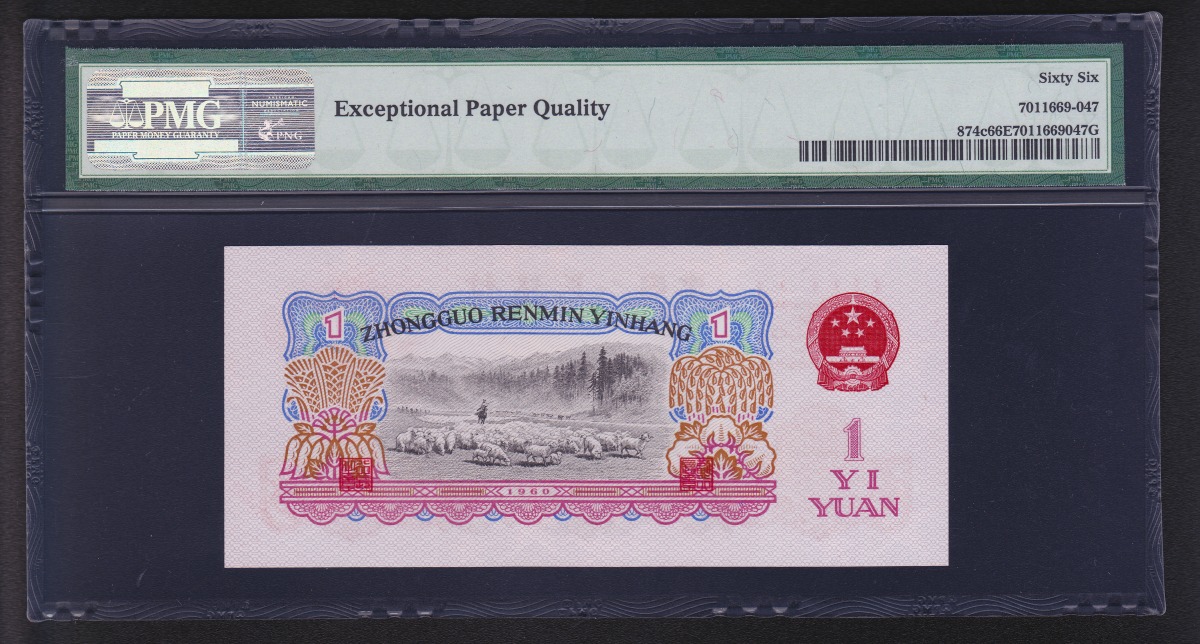 PMG
PAPER MONEY GUARANTY
NUMISMATIC
PNG
Exceptional Paper Quality
Sixty Six
7011669-047
874c66E7011669047G
1
ZHONGGUO RENMIN YINHANG
1
1960
1
YI
YUAN